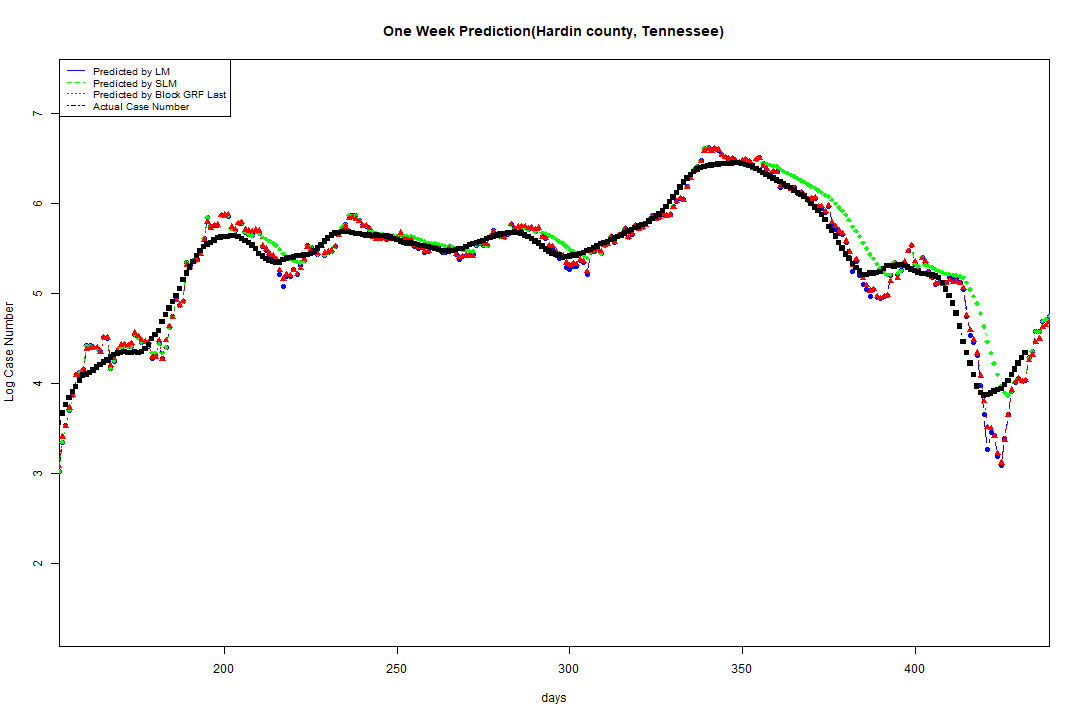 One Week Prediction(Hardin county, Tennessee)
Predicted by LM
Predicted by SLM
Predicted by Block GRF Last
Actual Case Number
7
6
5
4
3
2
Log Case Number
200 250 300 350 400
days